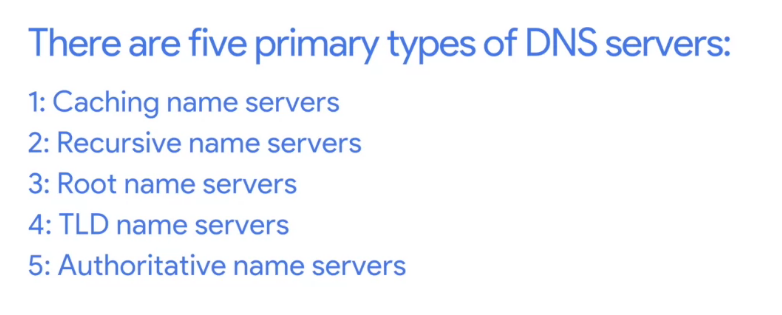 There are five primary types of DNS servers:
1: Caching name servers
2: Recursive name servers
3: Root name servers
4: TLD name servers
5: Authoritative name servers